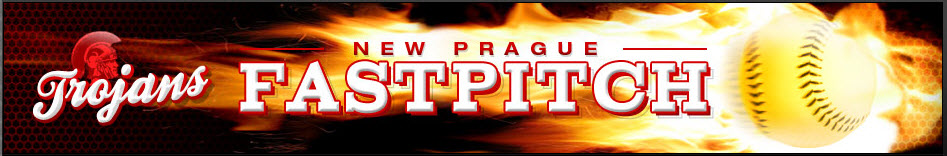 Trojans
NEW PRAGUE
FASTPITCH